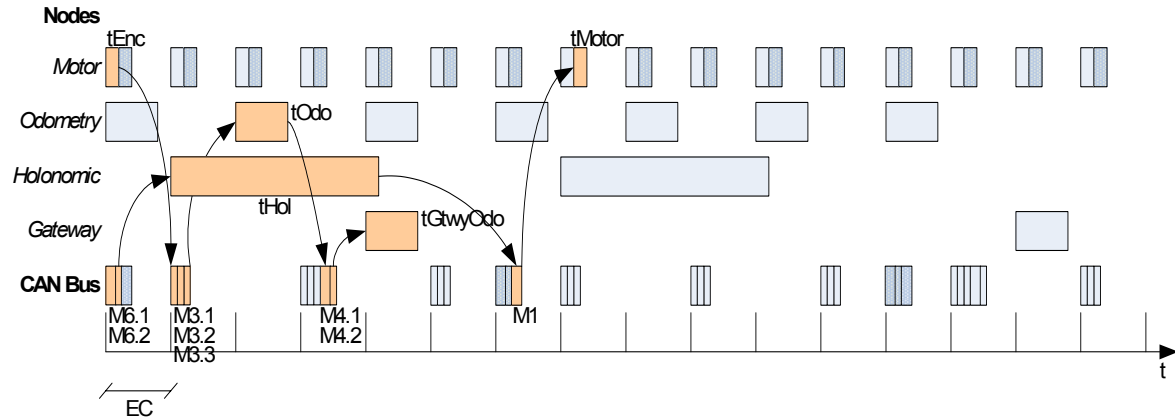 Nodes
tEnc
tMotor
Motor
Odometry
tOdo
Holonomic
tHol
tGtwyOdo
Gateway
CAN Bus
M6.1
M6.2
M3.1
M3.2
M3.3
M4.1
M4.2
M1
t
EC